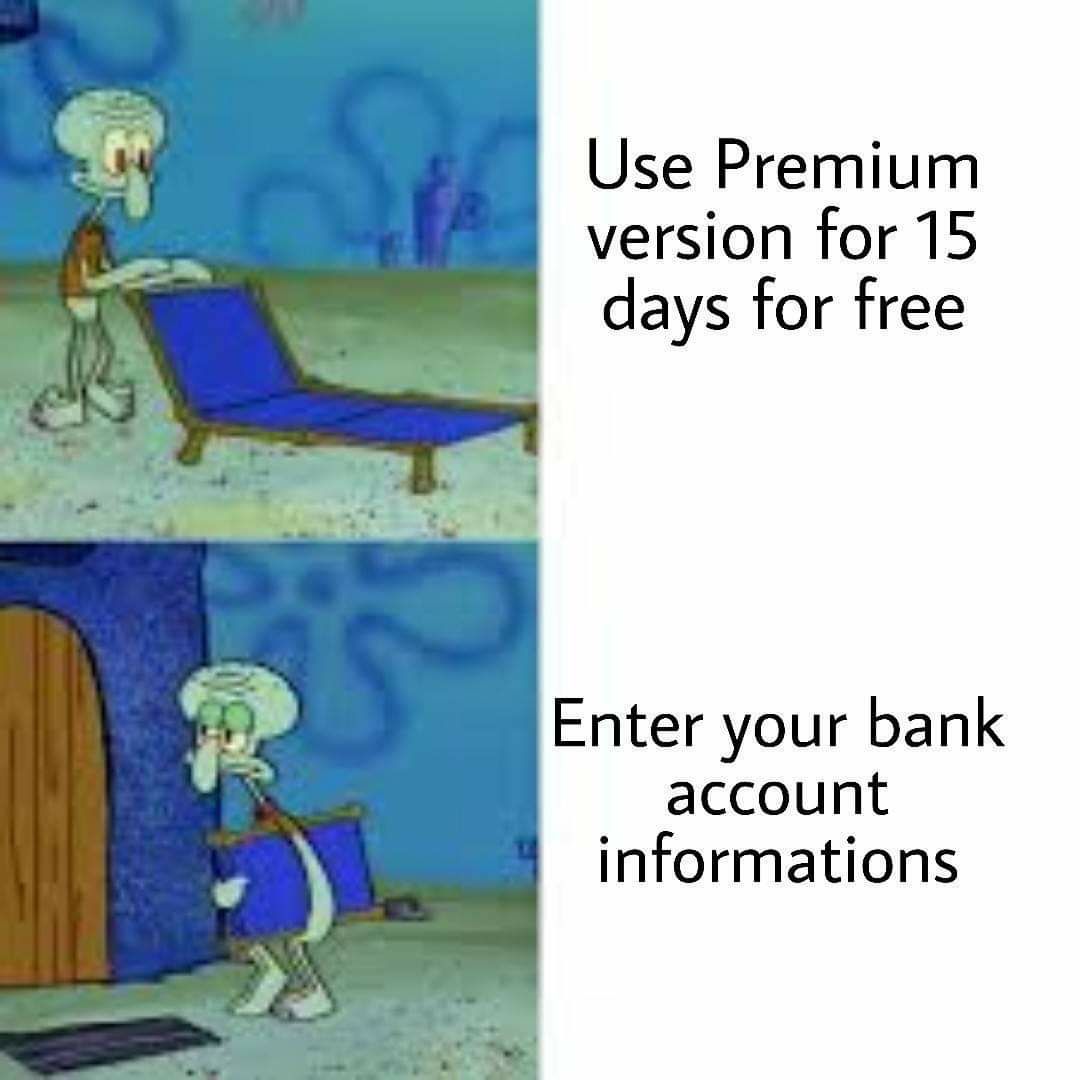 Use Premium
version for 15
days for free
Enter your bank
account
informations